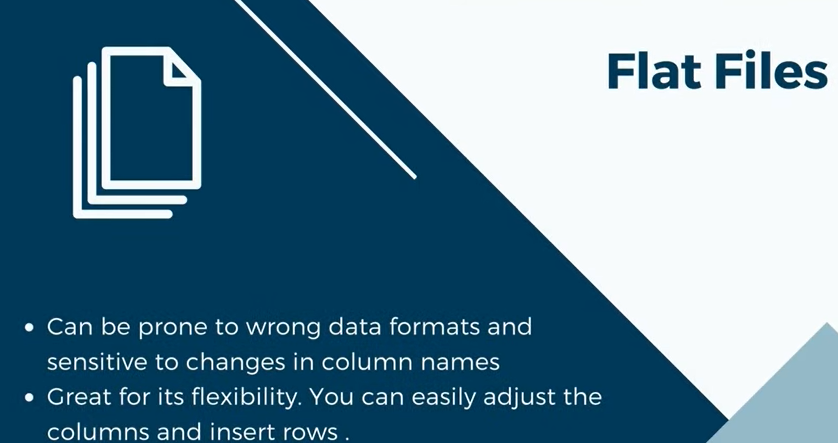 Flat Files
• Can be prone to wrong data formats and
sensitive to changes in column names
• Great for its flexibility. You can easily adjust the
columns and insert rows .